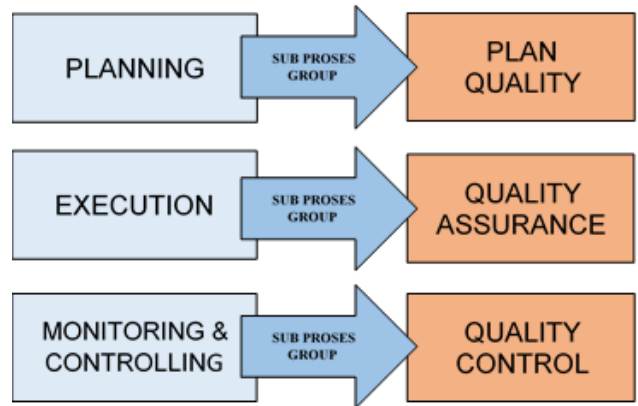 PLANNING
SUB PROSES
GROUP
PLAN
QUALITY
EXECUTION
SUB PROSES
GROUP
QUALITY
ASSURANCE
MONITORING &
CONTROLLING
SUB PROSES
GROUP
QUALITY
CONTROL